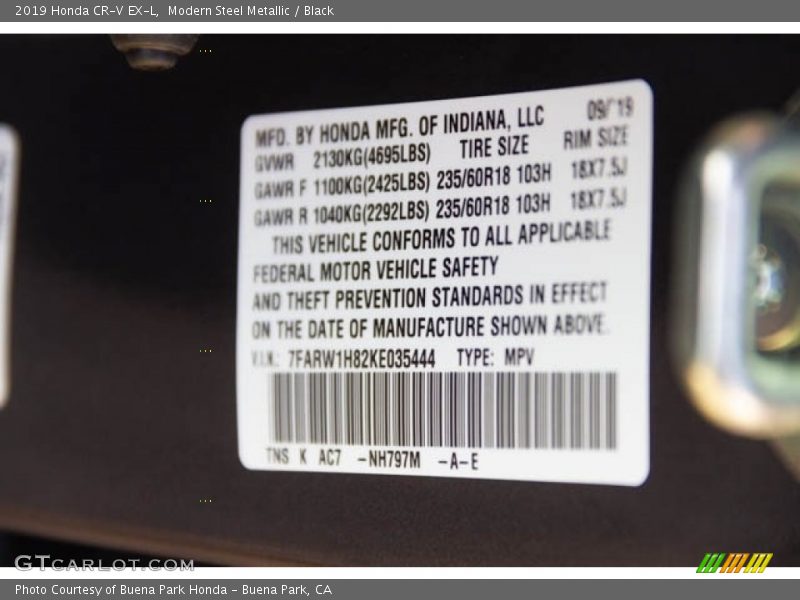 2019 Honda CR-V EX-L, Modern Steel Metallic / Black
MFD. BY HONDA MFG. OF INDIANA, LLC 09/19
GVWR 2130KG(4695LBS) TIRE SIZE RIM SIZE
GAWR F 1100KG(2425LBS) 235/60R18 103H 18X7.5J
GAWR R 1040KG(2292LBS) 235/60R18 103H 18X7.5J
THIS VEHICLE CONFORMS TO ALL APPLICABLE
FEDERAL MOTOR VEHICLE SAFETY
AND THEFT PREVENTION STANDARDS IN EFFECT
ON THE DATE OF MANUFACTURE SHOWN ABOVE.
V.I.N.: 7FARW1H82KE035444 TYPE: MPV
TNS K AC7 -NH797M -A-E
GTCARLOT.COM
Photo Courtesy of Buena Park Honda - Buena Park, CA